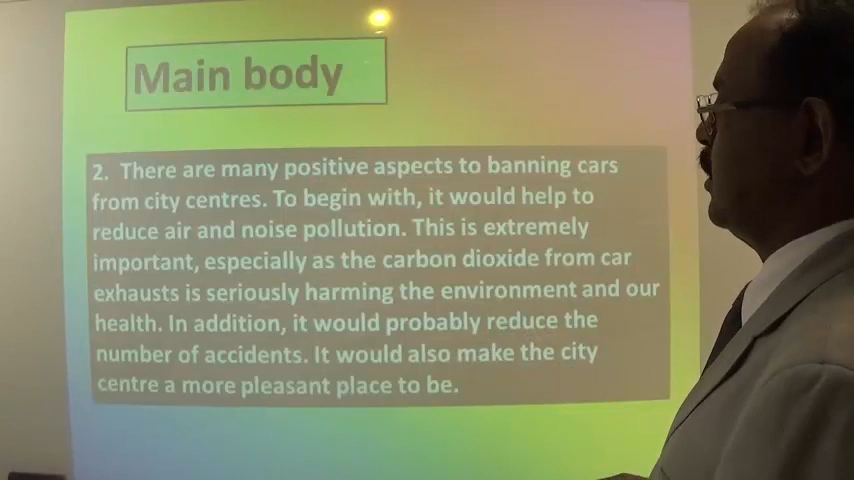 Main body
2. There are many positive aspects to banning cars
from city centres. To begin with, it would help to
reduce air and noise pollution. This is extremely
important, especially as the carbon dioxide from car
exhausts is seriously harming the environment and our
health. In addition, it would probably reduce the
number of accidents. It would also make the city
centre a more pleasant place to be.